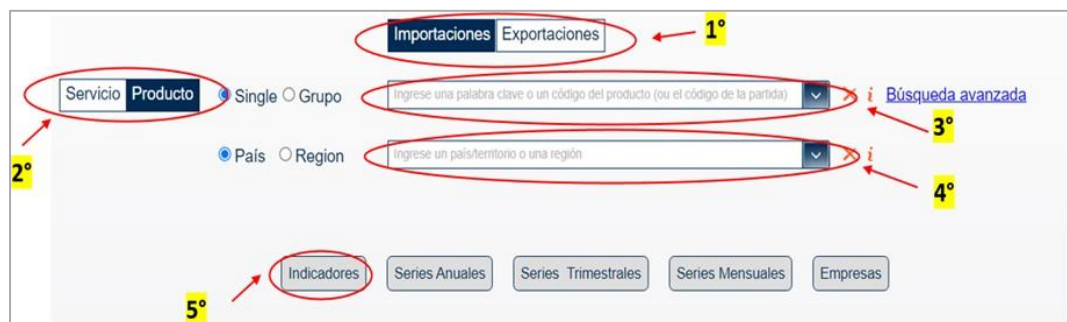 Importaciones Exportaciones 1°
Servicio Producto Single Grupo Ingrese una palabra clave o un código del producto (ou el código de la partida) i Búsqueda avanzada
3°
2° País Region Ingrese un país/territorio o una región i
4°
Indicadores Series Anuales Series Trimestrales Series Mensuales Empresas
5°